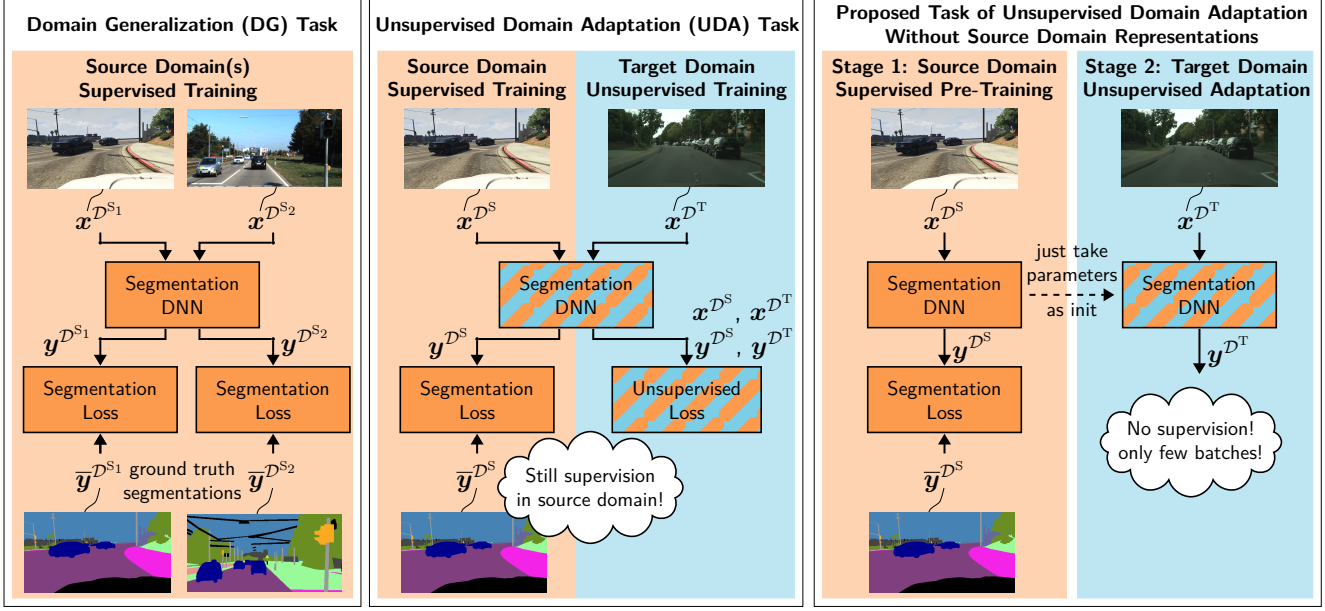 Domain Generalization (DG) Task
Source Domain(s)
Supervised Training
x^{D^{S_1}}
x^{D^{S_2}}
Segmentation
DNN
y^{D^{S_1}}
y^{D^{S_2}}
Segmentation
Loss
Segmentation
Loss
ȳ^{D^{S_1}}
ground truth
segmentations
ȳ^{D^{S_2}}
Unsupervised Domain Adaptation (UDA) Task
Source Domain
Supervised Training
Target Domain
Unsupervised Training
x^{D^S}
x^{D^T}
Segmentation
DNN
x^{D^S}, x^{D^T}
y^{D^S}
y^{D^S}, y^{D^T}
Segmentation
Loss
Unsupervised
Loss
ȳ^{D^S}
Still supervision
in source domain!
Proposed Task of Unsupervised Domain Adaptation
Without Source Domain Representations
Stage 1: Source Domain
Supervised Pre-Training
Stage 2: Target Domain
Unsupervised Adaptation
x^{D^S}
x^{D^T}
Segmentation
DNN
just take
parameters
as init
Segmentation
DNN
y^{D^S}
y^{D^T}
Segmentation
Loss
No supervision!
only few batches!
ȳ^{D^S}